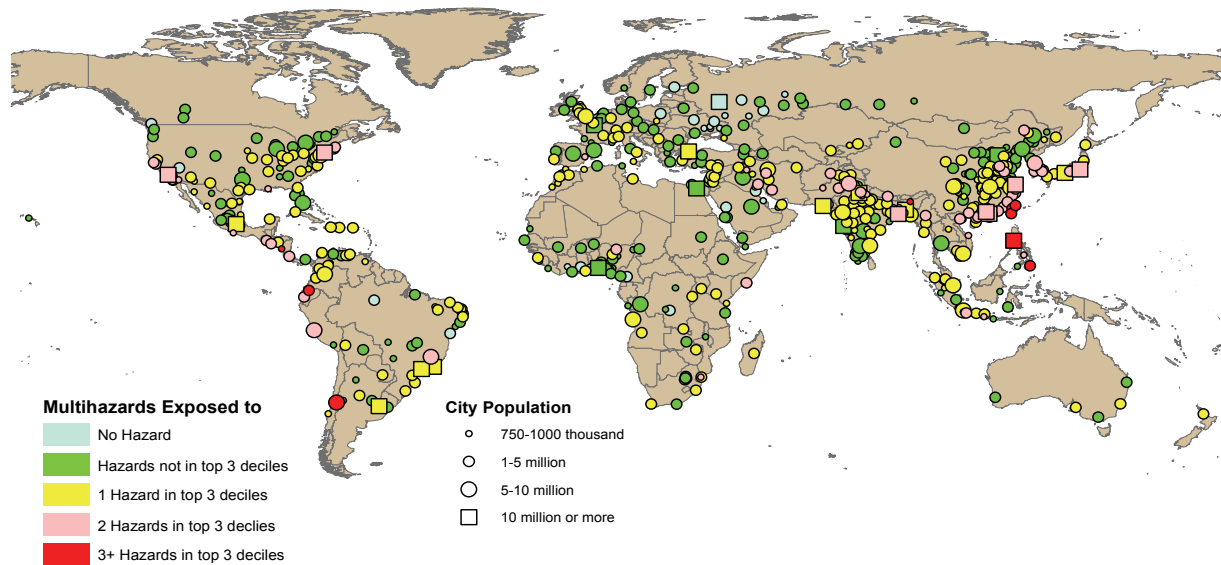 Multihazards Exposed to
No Hazard
Hazards not in top 3 deciles
1 Hazard in top 3 deciles
2 Hazards in top 3 declies
3+ Hazards in top 3 deciles
City Population
750-1000 thousand
1-5 million
5-10 million
10 million or more